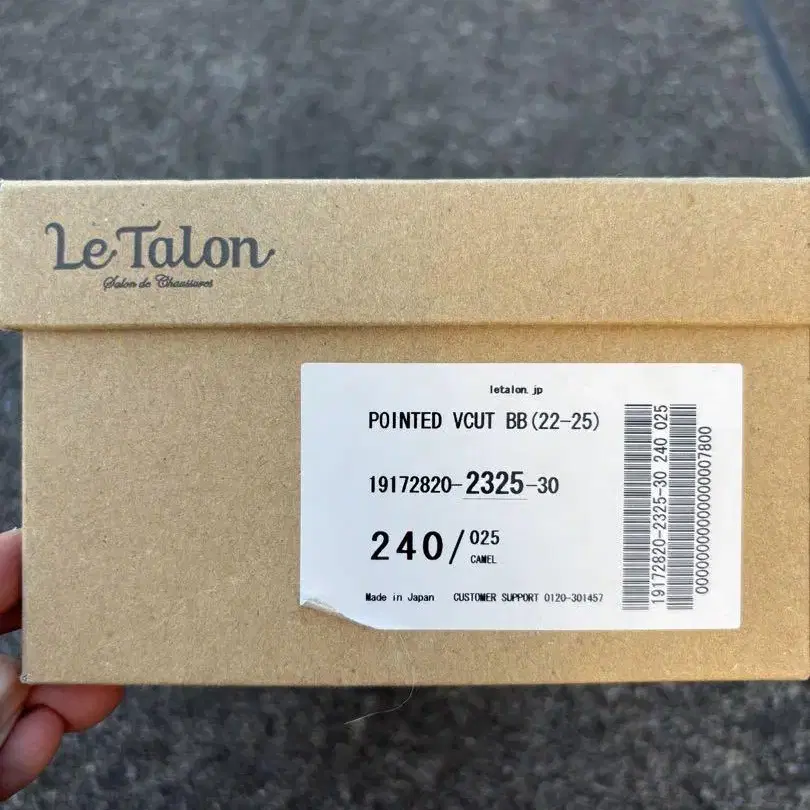 Le Talon
Salon de Chaussures
letalon.jp
POINTED VCUT BB(22-25)
19172820-2325-30
240/025
CAMEL
Made in Japan CUSTOMER SUPPORT 0120-301457
19172820-2325-30 240 025
0000000000000000007800